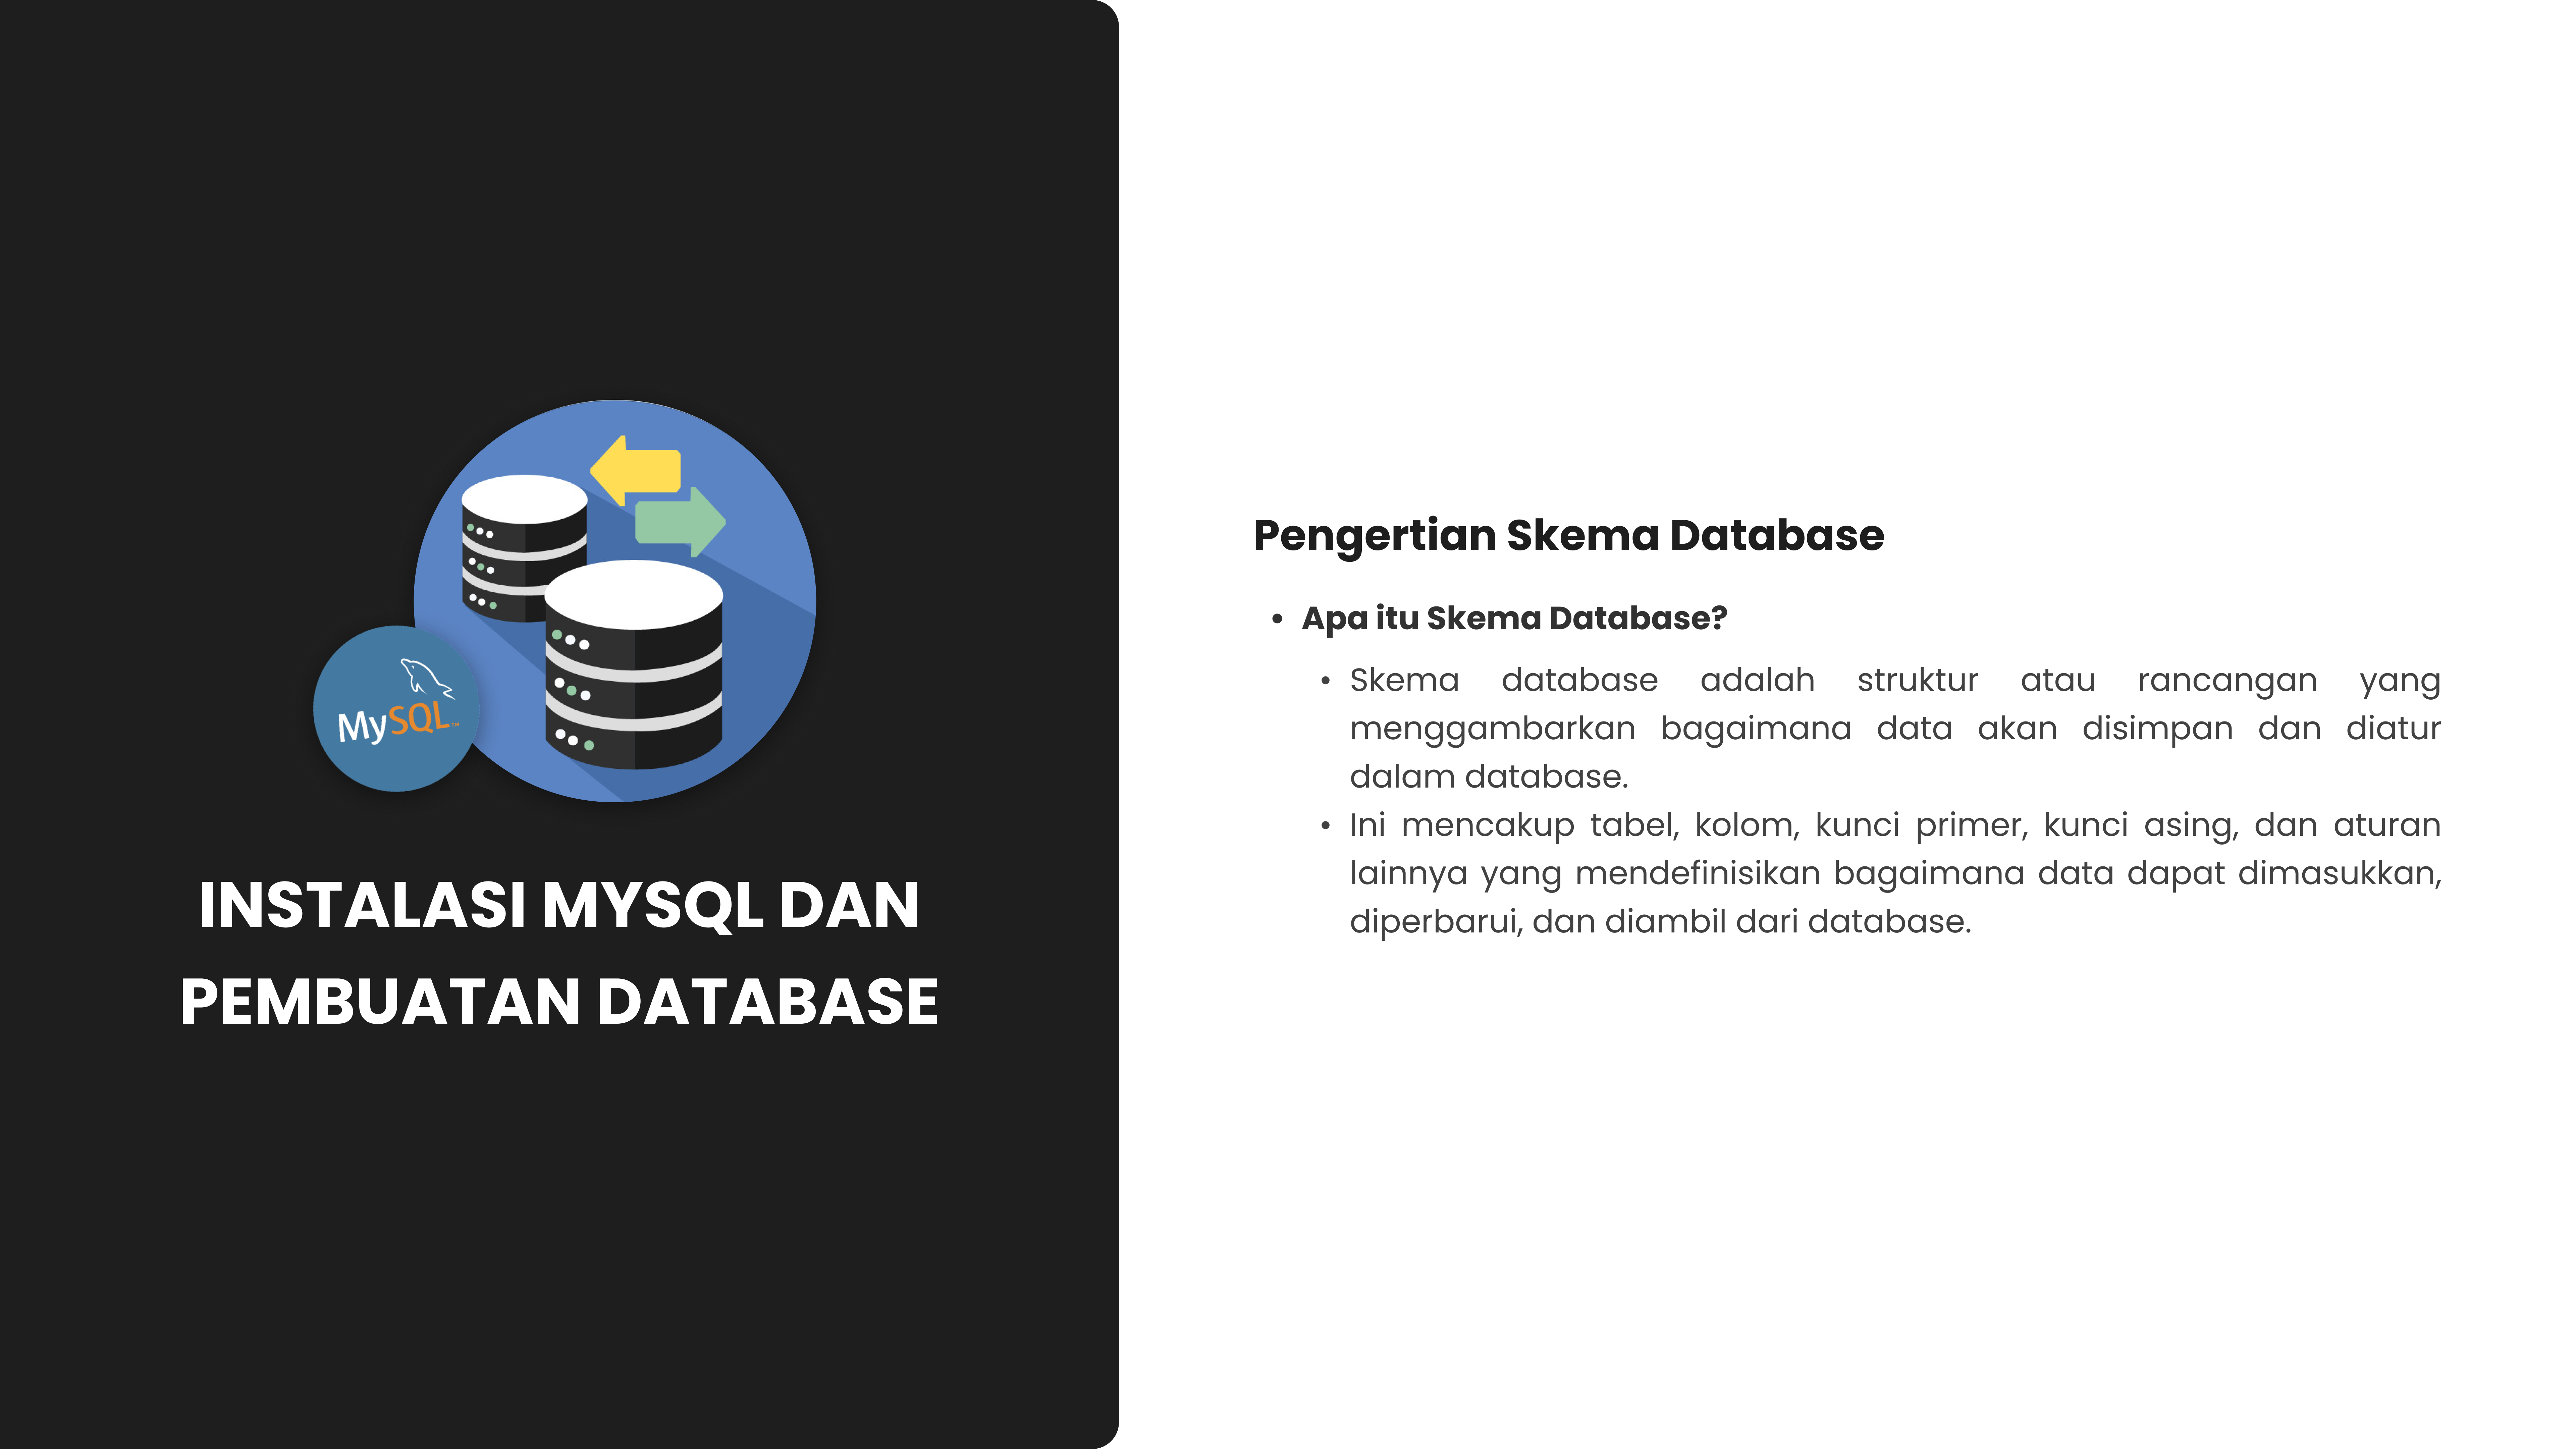 MySQL™
INSTALASI MYSQL DAN
PEMBUATAN DATABASE
Pengertian Skema Database
• Apa itu Skema Database?
• Skema database adalah struktur atau rancangan yang
menggambarkan bagaimana data akan disimpan dan diatur
dalam database.
• Ini mencakup tabel, kolom, kunci primer, kunci asing, dan aturan
lainnya yang mendefinisikan bagaimana data dapat dimasukkan,
diperbarui, dan diambil dari database.